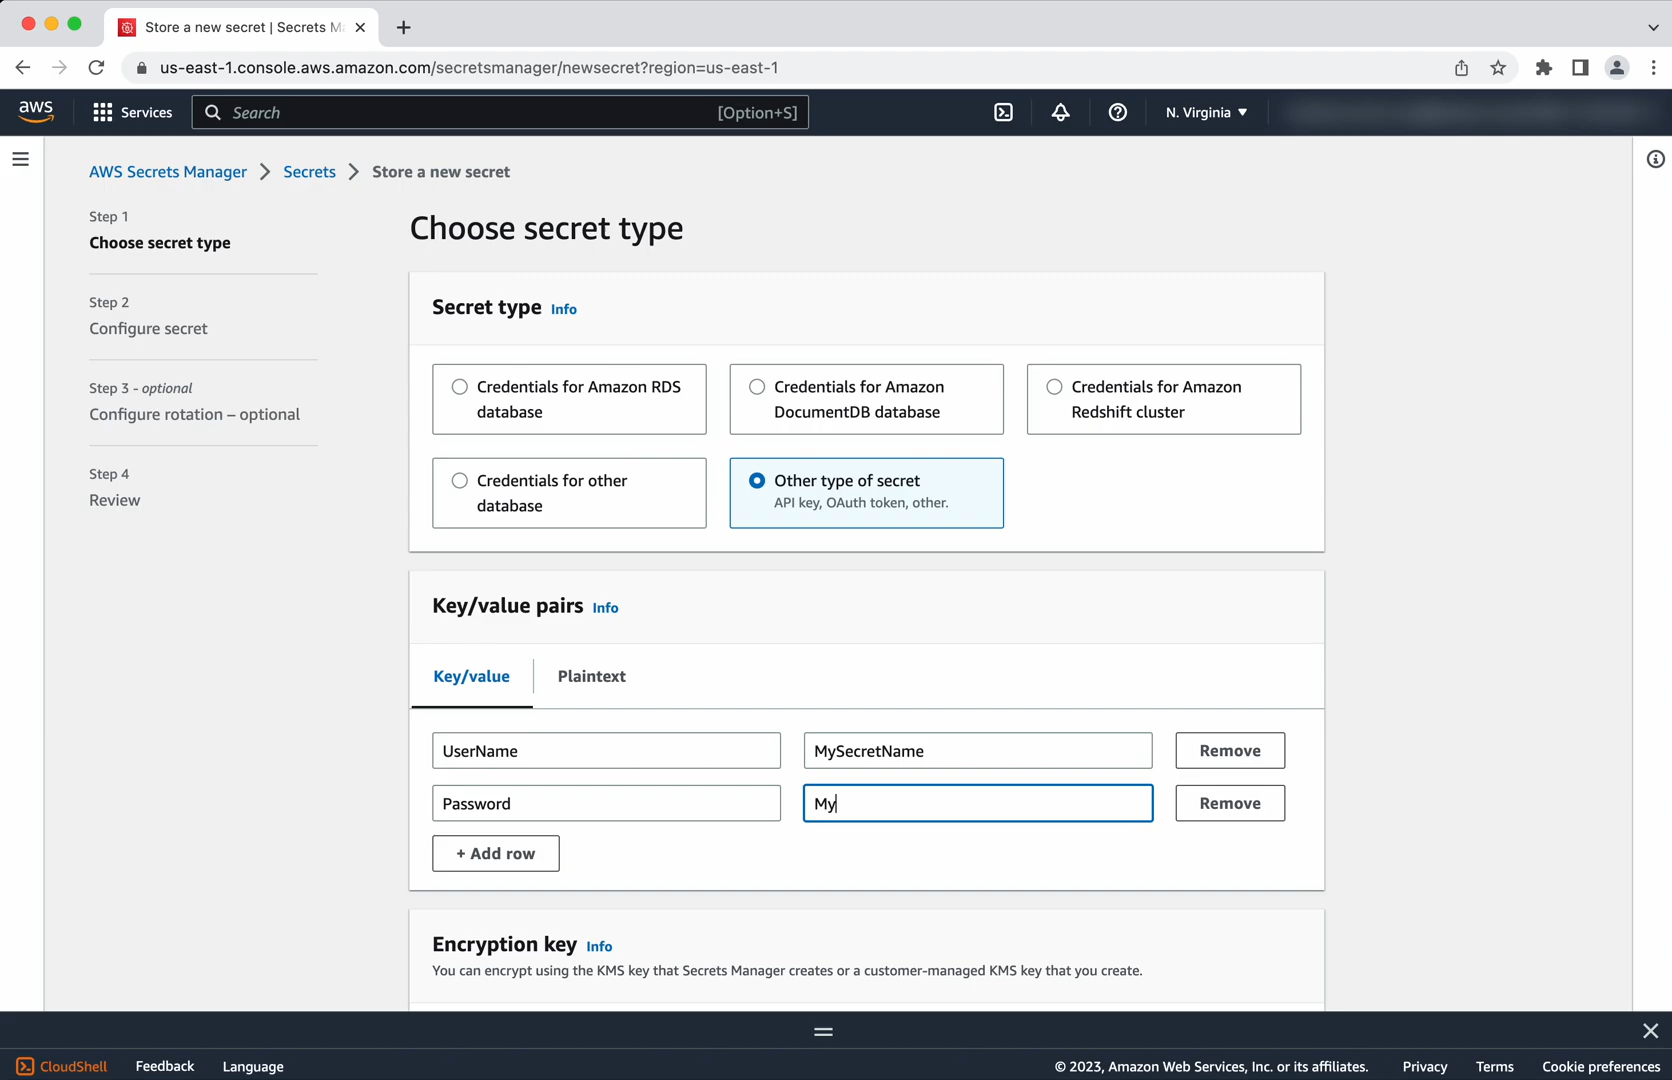 Store a new secret | Secrets Ma
us-east-1.console.aws.amazon.com/secretsmanager/newsecret?region=us-east-1
aws
Services
Search
[Option+S]
N. Virginia
AWS Secrets Manager
Secrets
Store a new secret
Step 1
Choose secret type
Step 2
Configure secret
Step 3 - optional
Configure rotation – optional
Step 4
Review
Choose secret type
Secret type Info
Credentials for Amazon RDS
database
Credentials for Amazon
DocumentDB database
Credentials for Amazon
Redshift cluster
Credentials for other
database
Other type of secret
API key, OAuth token, other.
Key/value pairs Info
Key/value
Plaintext
UserName
MySecretName
Remove
Password
My
Remove
+ Add row
Encryption key Info
You can encrypt using the KMS key that Secrets Manager creates or a customer-managed KMS key that you create.
CloudShell
Feedback
Language
© 2023, Amazon Web Services, Inc. or its affiliates.
Privacy
Terms
Cookie preferences